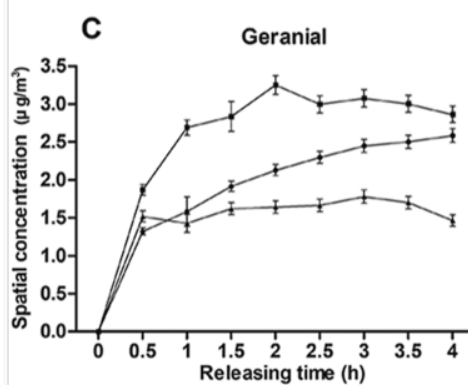 C
Geranial
Spatial concentration (μg/m³)
3.5
3.0
2.5
2.0
1.5
1.0
0.5
0.0
0 0.5 1 1.5 2 2.5 3 3.5 4
Releasing time (h)